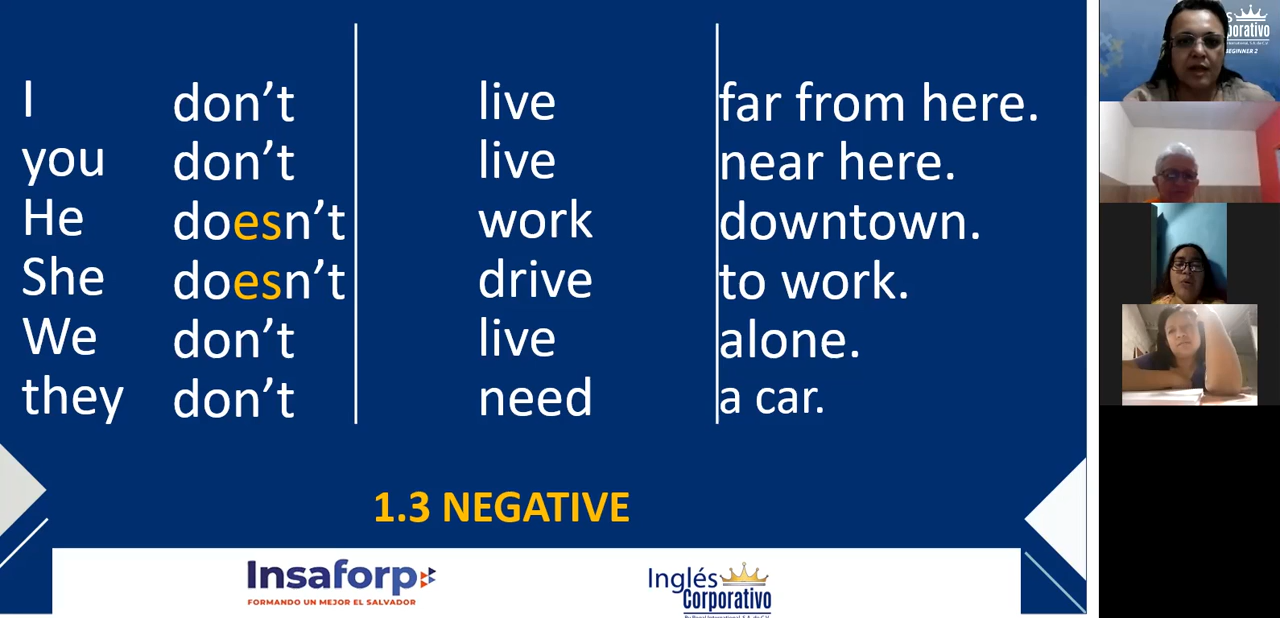 I don't live far from here.
you don't live near here.
He doesn't work downtown.
She doesn't drive to work.
We don't live alone.
they don't need a car.
1.3 NEGATIVE
Insaforp
FORMANDO UN MEJOR EL SALVADOR
Inglés
Corporativo
BEGINNER 2